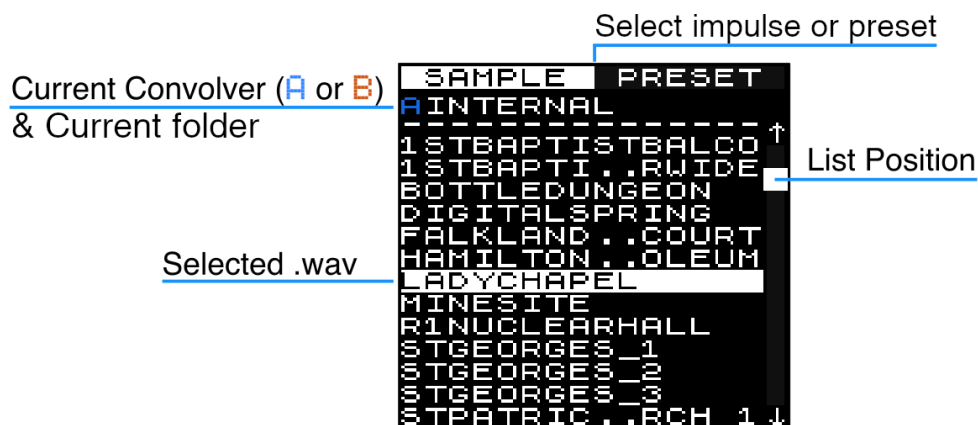 Select impulse or preset
SAMPLE PRESET
Current Convolver (A or B)
& Current folder
A INTERNAL
1STBAPTISTBALCO
1STBAPTI..RWIDE
List Position
BOTTLEDUNGEON
DIGITALSPRING
FALKLAND..COURT
HAMILTON..OLEUM
Selected .wav
LADYCHAPEL
MINESITE
R1NUCLEARHALL
STGEORGES_1
STGEORGES_2
STGEORGES_3
STPATRIC..RCH 1